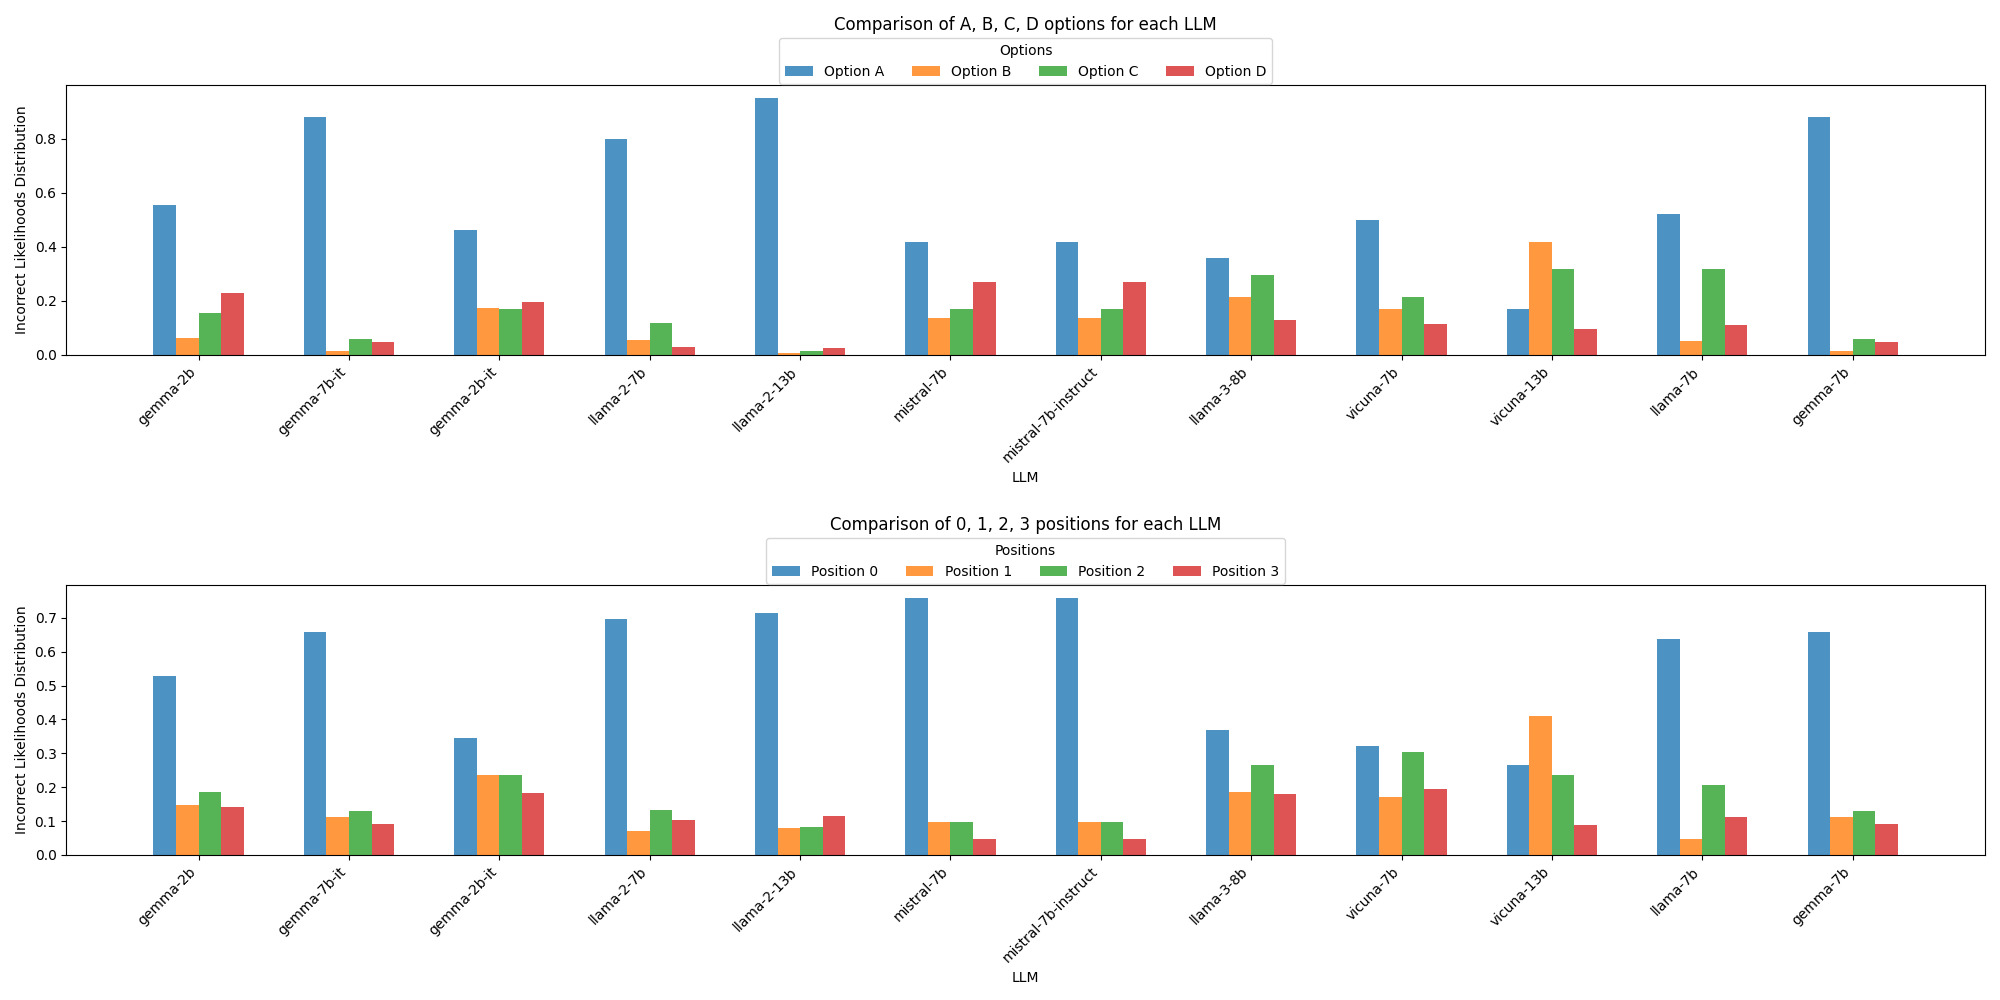 Comparison of A, B, C, D options for each LLM
Options
Option A Option B Option C Option D
Incorrect Likelihoods Distribution
0.8
0.6
0.4
0.2
0.0
gemma-2b gemma-7b-it gemma-2b-it llama-2-7b llama-2-13b mistral-7b mistral-7b-instruct llama-3-8b vicuna-7b vicuna-13b llama-7b gemma-7b
LLM
Comparison of 0, 1, 2, 3 positions for each LLM
Positions
Position 0 Position 1 Position 2 Position 3
Incorrect Likelihoods Distribution
0.7
0.6
0.5
0.4
0.3
0.2
0.1
0.0
gemma-2b gemma-7b-it gemma-2b-it llama-2-7b llama-2-13b mistral-7b mistral-7b-instruct llama-3-8b vicuna-7b vicuna-13b llama-7b gemma-7b
LLM